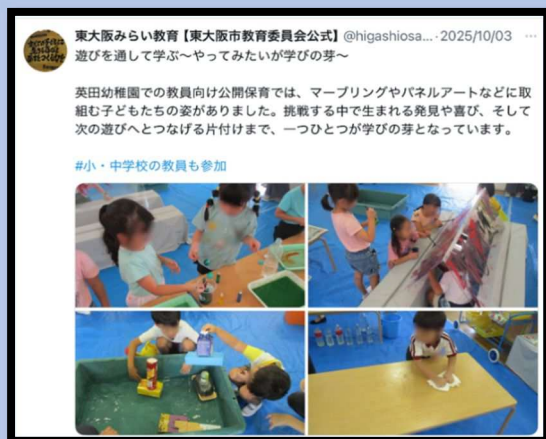 東大阪みらい教育【東大阪市教育委員会公式】 @higashiosa... · 2025/10/03
遊びを通して学ぶ〜やってみたいが学びの芽〜
英田幼稚園での教員向け公開保育では、マーブリングやパネルアートなどに取
組む子どもたちの姿がありました。挑戦する中で生まれる発見や喜び、そして
次の遊びへとつなげる片付けまで、一つひとつが学びの芽となっています。
#小・中学校の教員も参加